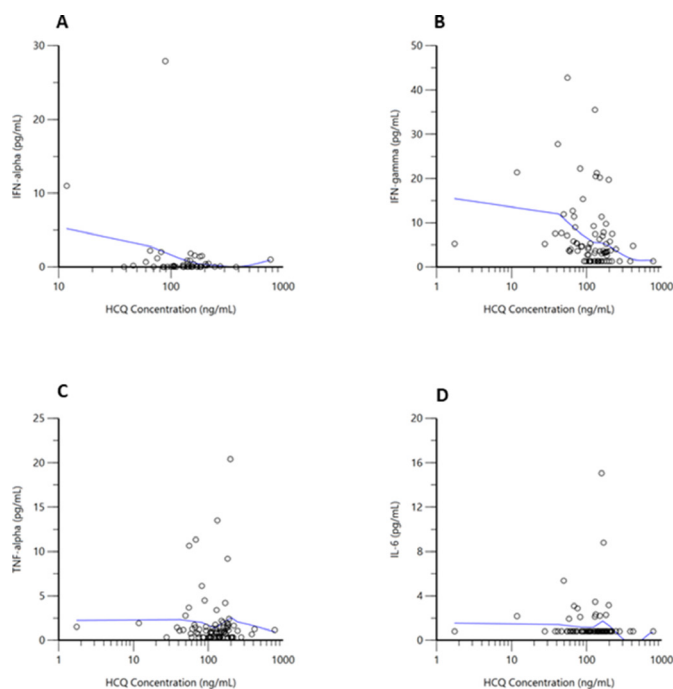 A
30
20
10
0
IFN-alpha (pg/mL)
10 100 1000
HCQ Concentration (ng/mL)
B
50
40
30
20
10
0
IFN-gamma (pg/mL)
1 10 100 1000
HCQ Concentration (ng/mL)
C
25
20
15
10
5
0
TNF-alpha (pg/mL)
1 10 100 1000
HCQ Concentration (ng/mL)
D
20
16
12
8
4
0
IL-6 (pg/mL)
1 10 100 1000
HCQ Concentration (ng/mL)